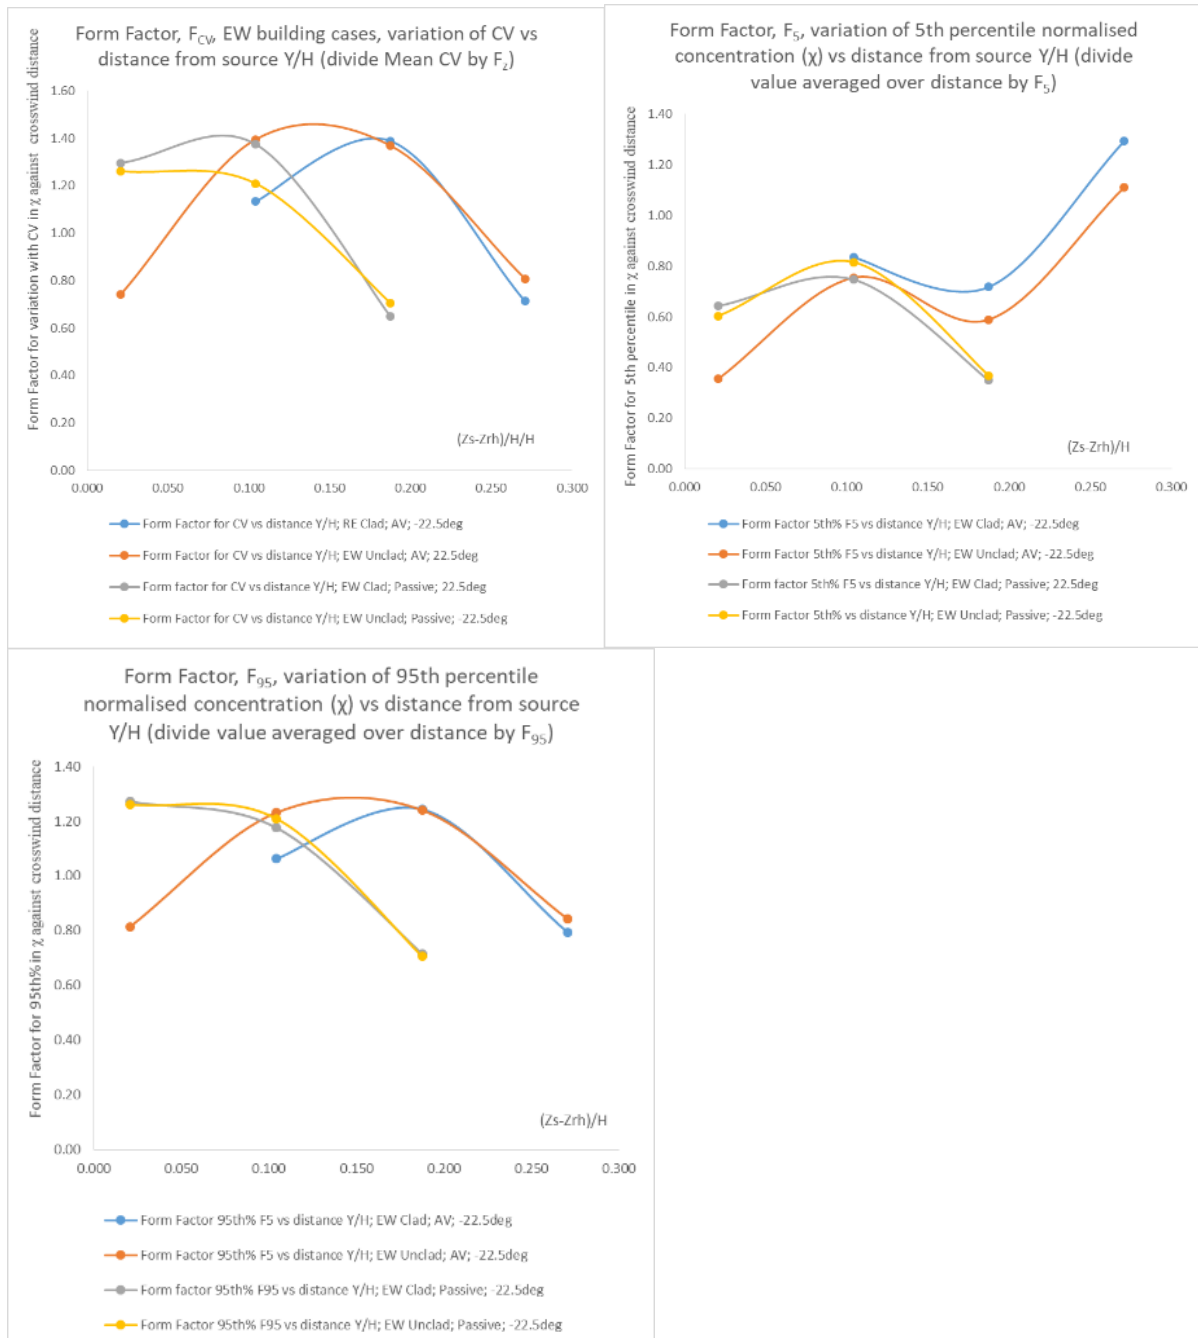 Form Factor, F_CV, EW building cases, variation of CV vs
distance from source Y/H (divide Mean CV by F_z)
Form Factor for variation with CV in χ against crosswind distance
1.60
1.40
1.20
1.00
0.80
0.60
0.40
0.20
0.00
(Zs-Zrh)/H/H
0.000 0.050 0.100 0.150 0.200 0.250 0.300
Form Factor for CV vs distance Y/H; RE Clad; AV; -22.5deg
Form Factor for CV vs distance Y/H; EW Unclad; AV; 22.5deg
Form factor for CV vs distance Y/H; EW Clad; Passive; 22.5deg
Form Factor for CV vs distance Y/H; EW Unclad; Passive; -22.5deg
Form Factor, F_5, variation of 5th percentile normalised
concentration (χ) vs distance from source Y/H (divide
value averaged over distance by F_5)
Form Factor for 5th percentile in χ against crosswind distance
1.40
1.20
1.00
0.80
0.60
0.40
0.20
0.00
(Zs-Zrh)/H
0.000 0.050 0.100 0.150 0.200 0.250 0.300
Form Factor 5th% F5 vs distance Y/H; EW Clad; AV; -22.5deg
Form Factor 5th% F5 vs distance Y/H; EW Unclad; AV; -22.5deg
Form factor 5th% F5 vs distance Y/H; EW Clad; Passive; 22.5deg
Form Factor 5th% vs distance Y/H; EW Unclad; Passive; -22.5deg
Form Factor, F_95, variation of 95th percentile
normalised concentration (χ) vs distance from source
Y/H (divide value averaged over distance by F_95)
Form Factor for 95th% in χ against crosswind distance
1.40
1.20
1.00
0.80
0.60
0.40
0.20
0.00
(Zs-Zrh)/H
0.000 0.050 0.100 0.150 0.200 0.250 0.300
Form Factor 95th% F5 vs distance Y/H; EW Clad; AV; -22.5deg
Form Factor 95th% F5 vs distance Y/H; EW Unclad; AV; -22.5deg
Form factor 95th% F95 vs distance Y/H; EW Clad; Passive; -22.5deg
Form Factor 95th% F95 vs distance Y/H; EW Unclad; Passive; -22.5deg